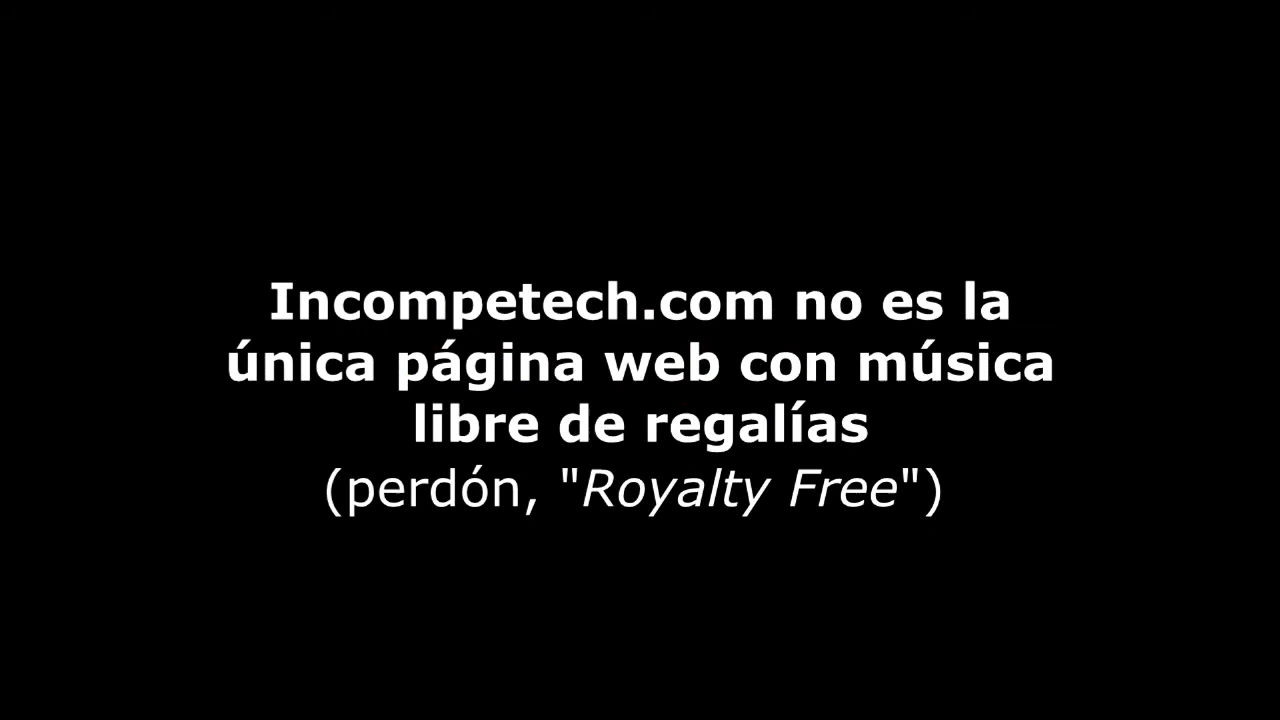 Incompetech.com no es la
única página web con música
libre de regalías
(perdón, "Royalty Free")